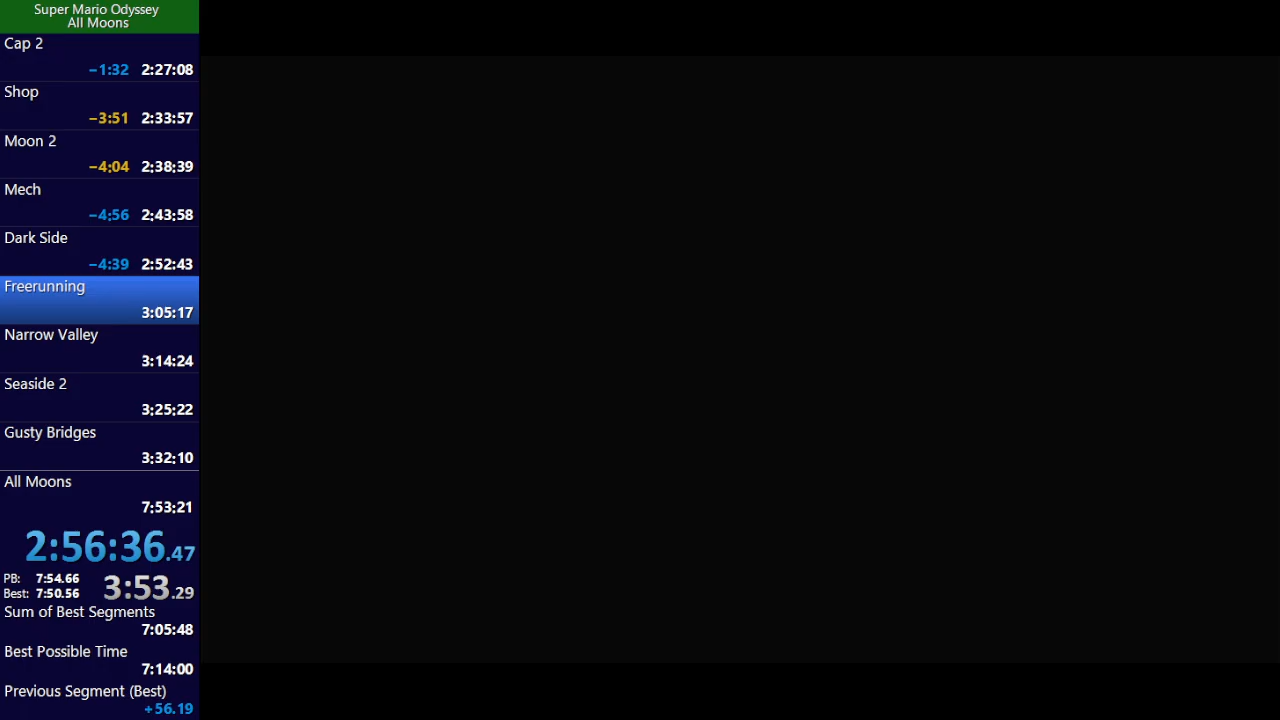 Super Mario Odyssey
All Moons
Cap 2
−1:32 2:27:08
Shop
−3:51 2:33:57
Moon 2
−4:04 2:38:39
Mech
−4:56 2:43:58
Dark Side
−4:39 2:52:43
Freerunning
3:05:17
Narrow Valley
3:14:24
Seaside 2
3:25:22
Gusty Bridges
3:32:10
All Moons
7:53:21
2:56:36.47
PB: 7:54.66 3:53.29
Best: 7:50.56
Sum of Best Segments
7:05:48
Best Possible Time
7:14:00
Previous Segment (Best)
+56.19